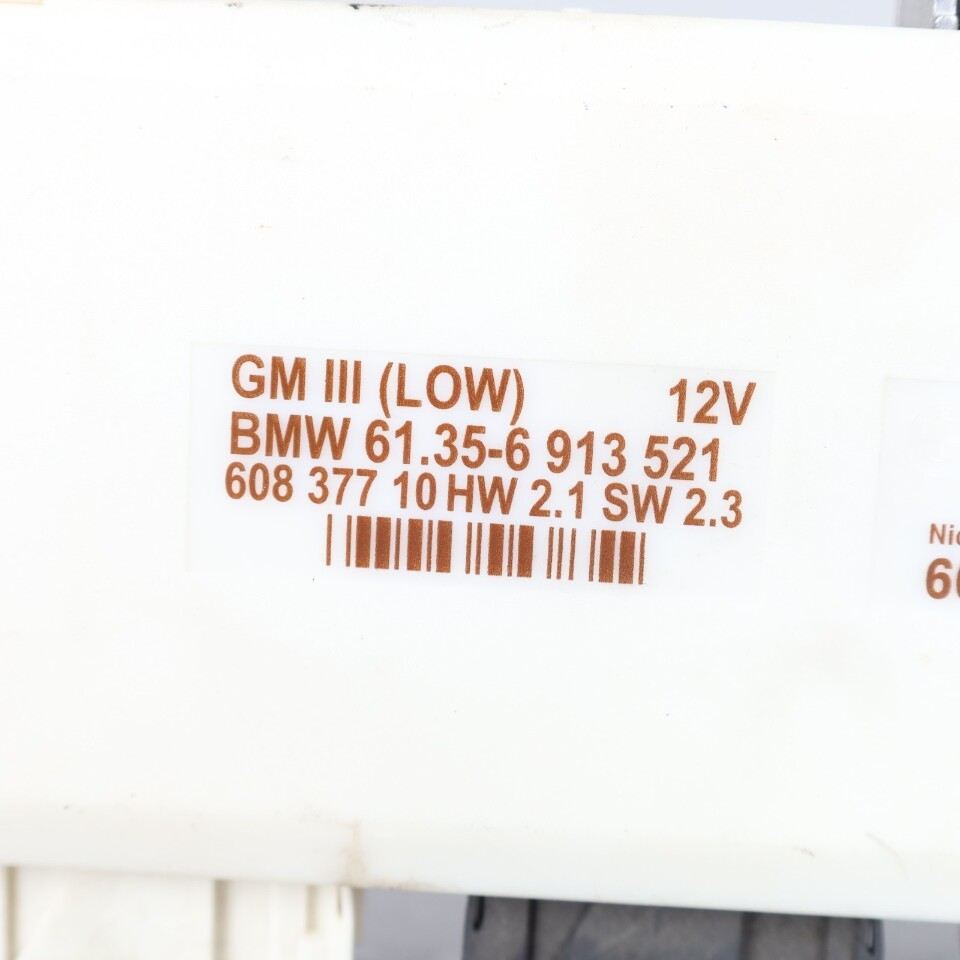 GM III (LOW) 12V
BMW 61.35-6 913 521
608 377 10 HW 2.1 SW 2.3